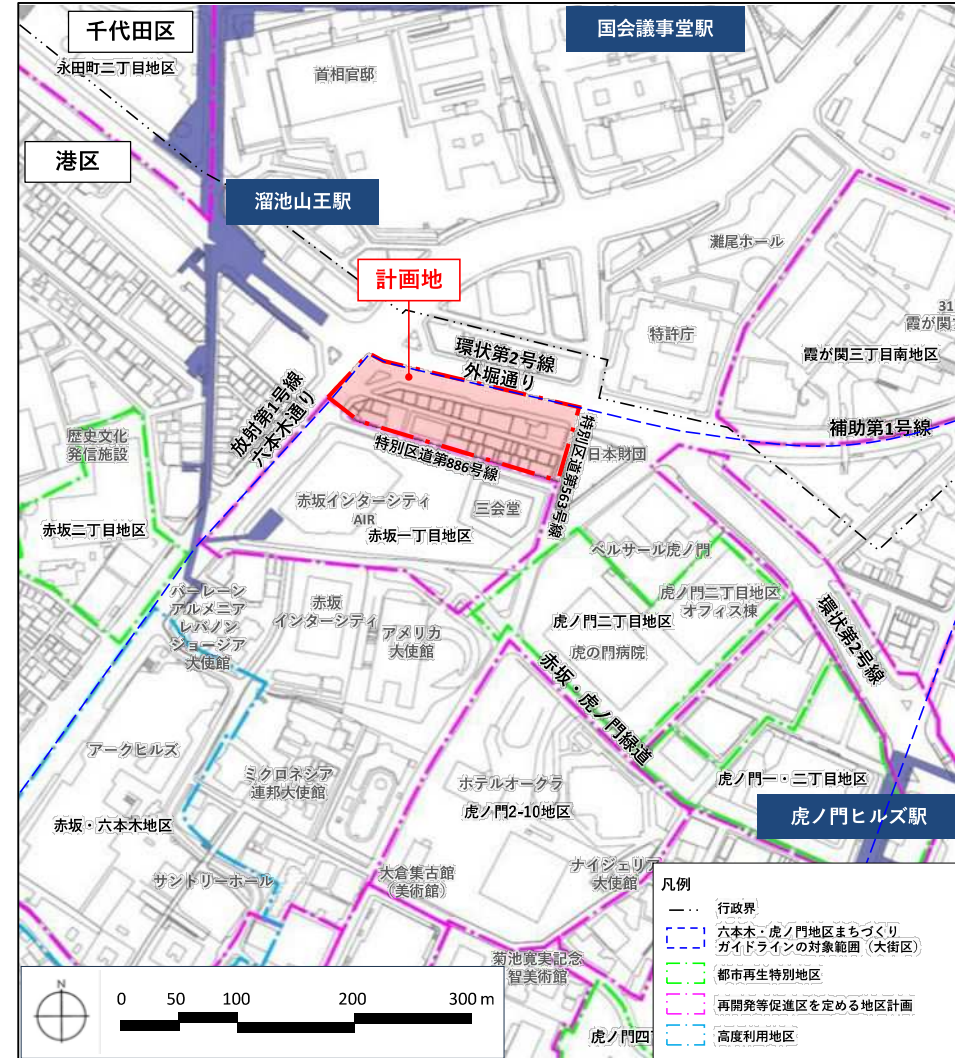 千代田区
国会議事堂駅
永田町二丁目地区
首相官邸
港区
溜池山王駅
灘尾ホール
計画地
31
霞が関
特許庁
霞が関三丁目南地区
環状第2号線
外堀通り
放射第1号線
六本木通り
補助第1号線
歴史文化
発信施設
特別区道第886号線
特別区道第563号線
日本財団
赤坂インターシティ
AIR
三会堂
赤坂二丁目地区
赤坂一丁目地区
ベルサール虎ノ門
バーレーン
アルメニア
レバノン
ジョージア
大使館
赤坂
インターシティ
アメリカ
大使館
虎ノ門二丁目地区
オフィス棟
虎ノ門二丁目地区
虎の門病院
環状第2号線
赤坂・虎ノ門緑道
アークヒルズ
ミクロネシア
連邦大使館
ホテルオークラ
虎ノ門2-10地区
虎ノ門一・二丁目地区
虎ノ門ヒルズ駅
赤坂・六本木地区
サントリーホール
大倉集古館
（美術館）
ナイジェリア
大使館
菊池寛実記念
智美術館
虎ノ門四
凡例
行政界
六本木・虎ノ門地区まちづくり
ガイドラインの対象範囲（大街区）
都市再生特別地区
再開発等促進区を定める地区計画
高度利用地区
N
0 50 100 200 300 m